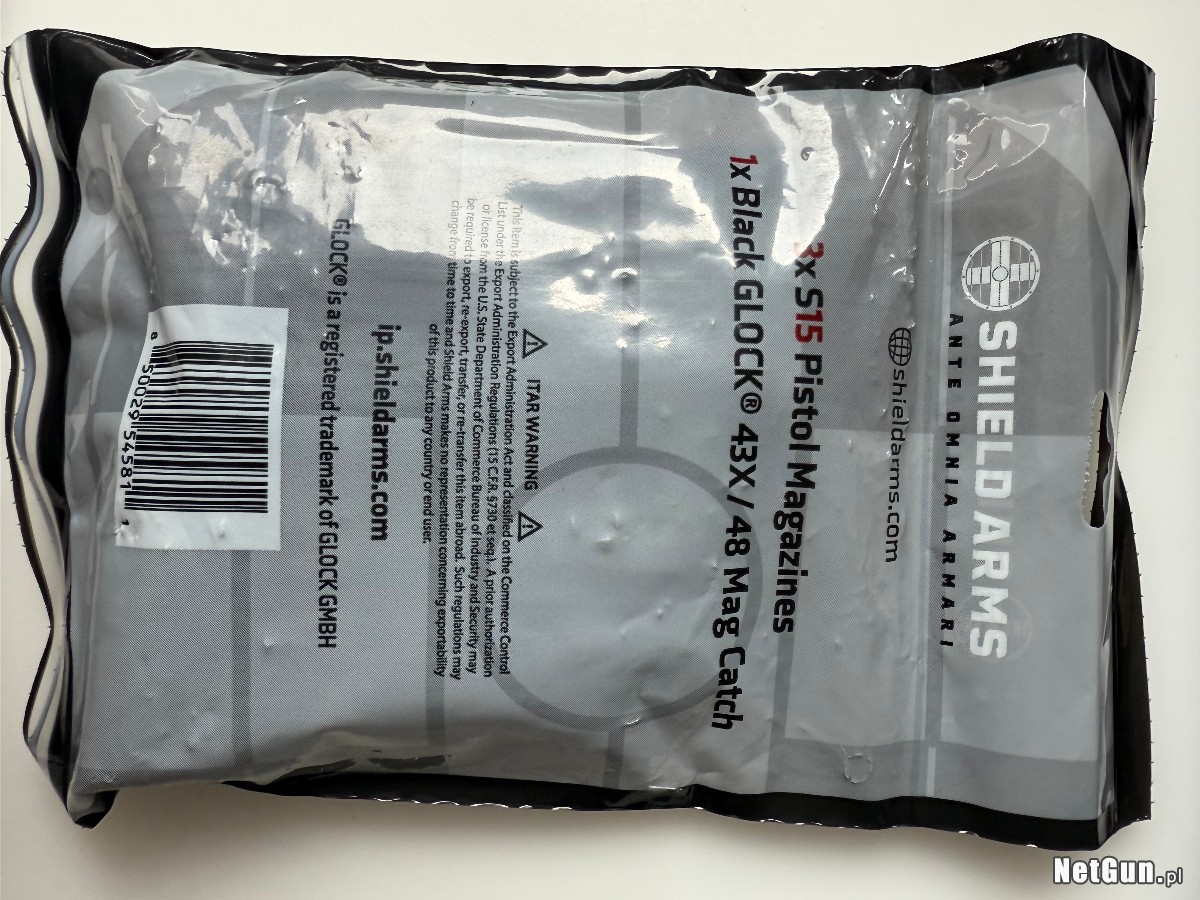 SHIELD ARMS
ANTE OMNIA ARMARI
shieldarms.com
3x S15 Pistol Magazines
1x Black GLOCK® 43X / 48 Mag Catch
ITAR WARNING
This item is subject to the Export Administration Act and classified on the Commerce Control
List under the Export Administration Regulations (15 C.F.R. §730 et seq.). A prior authorization
or license from the U.S. State Department of Commerce Bureau of Industry and Security may
be required to export, re-export, transfer, or re-transfer this item abroad. Such regulations may
change from time to time and Shield Arms makes no representation concerning exportability
of this product to any country or end user.
ip.shieldarms.com
GLOCK® is a registered trademark of GLOCK GMBH
6 50029 54581 1
NetGun.pl